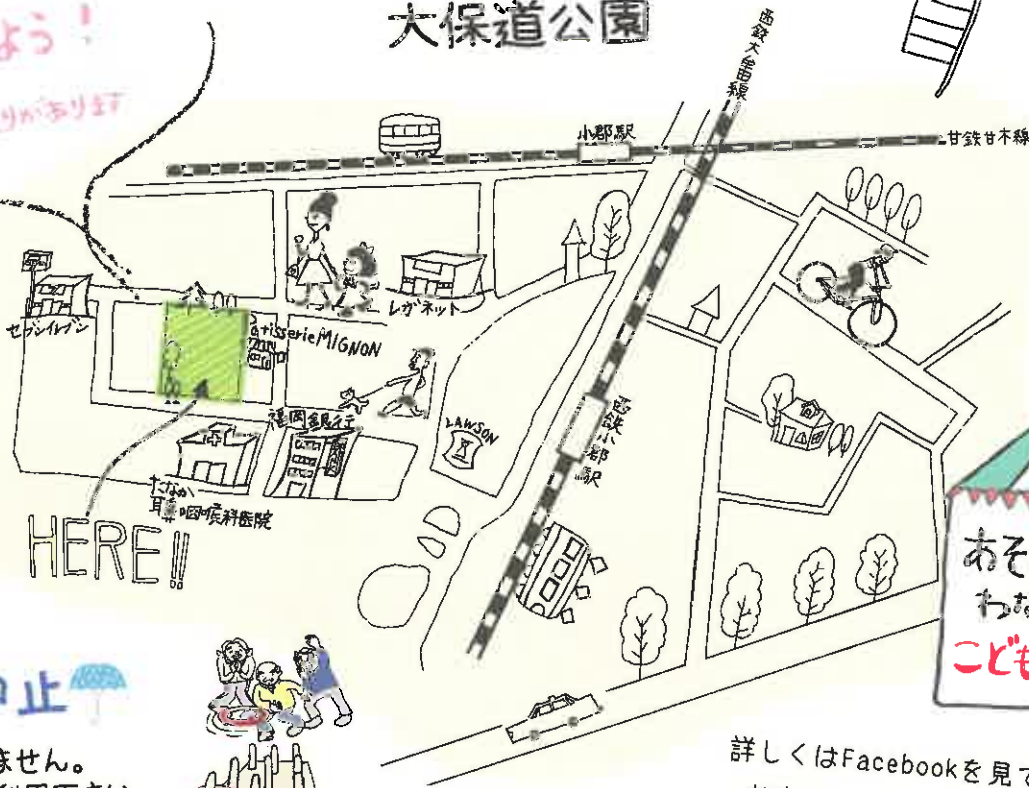 よう！
りがあります
大保道公園
西鉄大牟田線
小郡駅
甘鉄甘木線
セブンイレブン
レガネット
PatisserieMIGNON
福岡銀行
LAWSON
西鉄小郡駅
たなか
耳鼻咽喉科医院
HERE!!
あそ
わな
こども
中止
ません。
詳しくはFacebookを見て